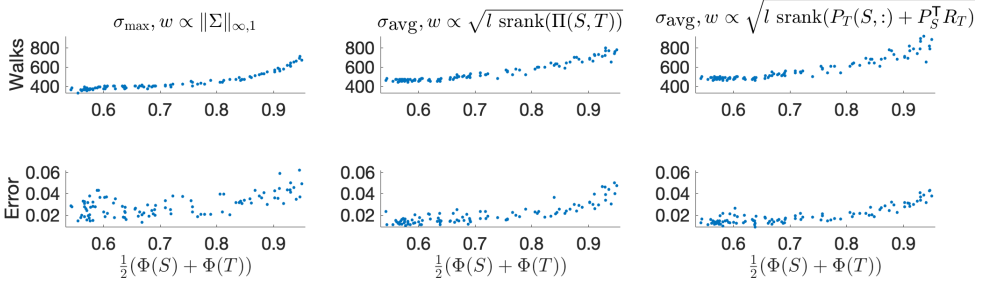 σmax, w ∝ ‖Σ‖∞,1
σavg, w ∝ √(l srank(Π(S, T)))
σavg, w ∝ √(l srank(P_T(S, :) + P_S^T R_T))
Walks
800
600
400
0.6 0.7 0.8 0.9
800
600
400
0.6 0.7 0.8 0.9
800
600
400
0.6 0.7 0.8 0.9
Error
0.06
0.04
0.02
0.6 0.7 0.8 0.9
½(Φ(S) + Φ(T))
0.06
0.04
0.02
0.6 0.7 0.8 0.9
½(Φ(S) + Φ(T))
0.06
0.04
0.02
0.6 0.7 0.8 0.9
½(Φ(S) + Φ(T))